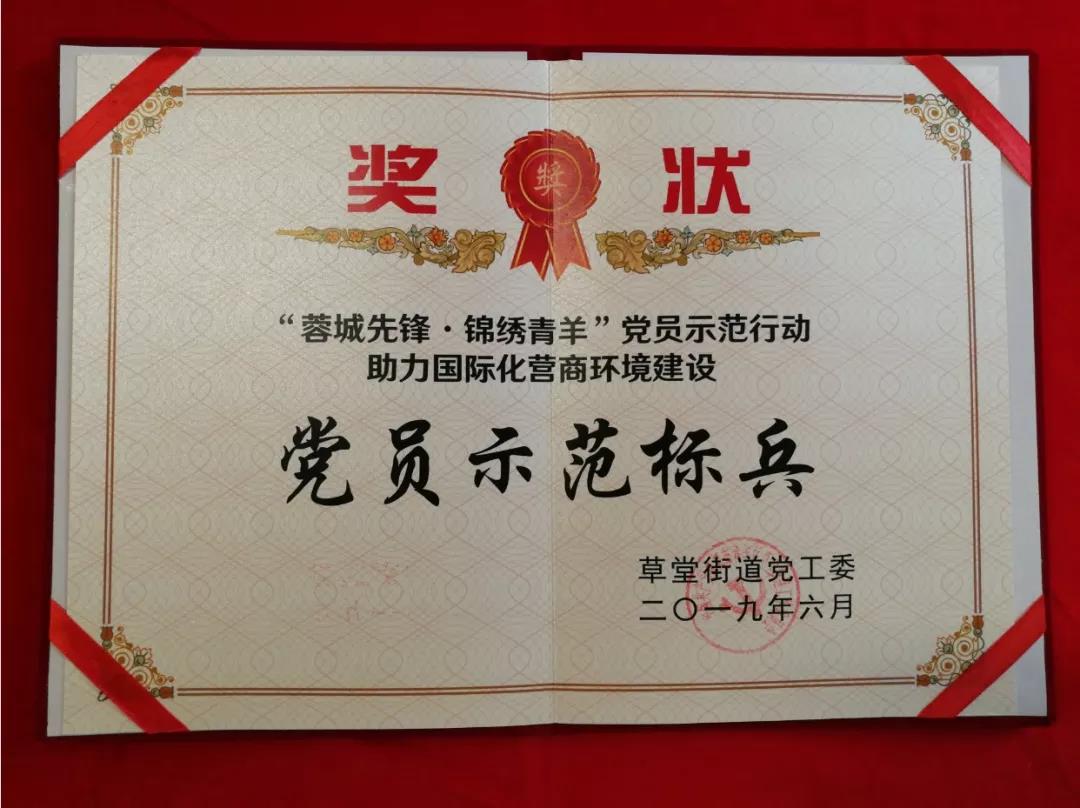 奖 獎 状
“蓉城先锋·锦绣青羊”党员示范行动
助力国际化营商环境建设
党员示范标兵
草堂街道党工委
二〇一九年六月